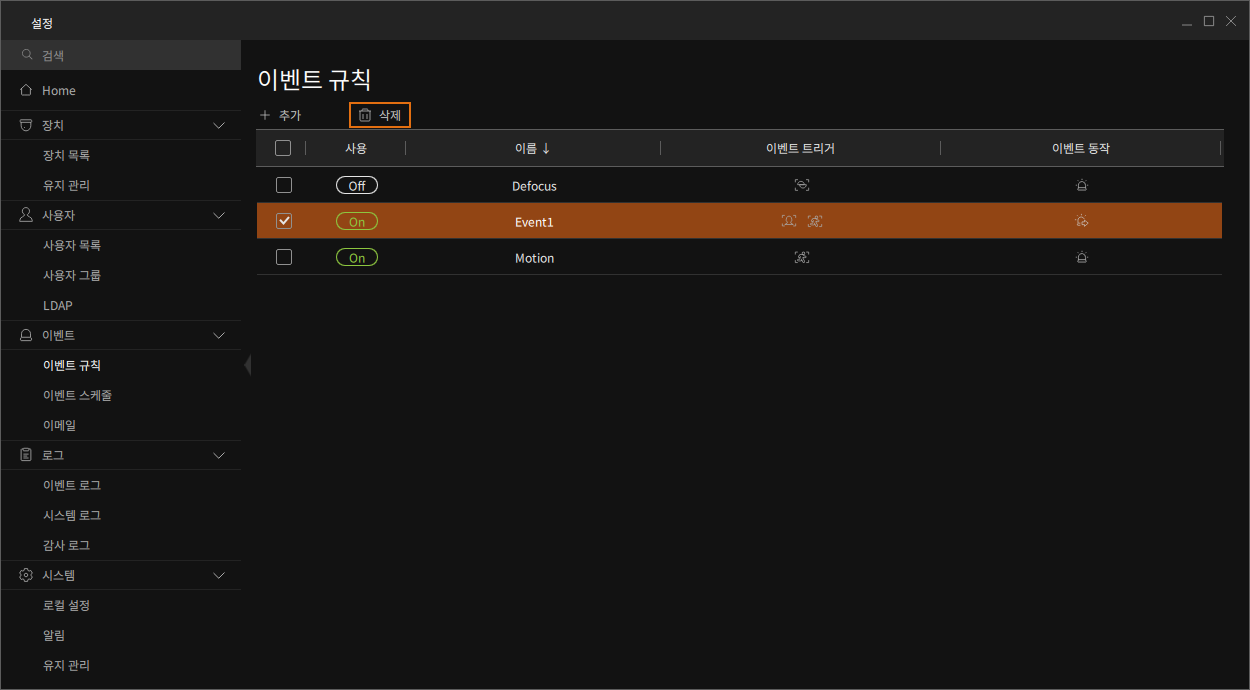 설정
검색
Home
장치
장치 목록
유지 관리
사용자
사용자 목록
사용자 그룹
LDAP
이벤트
이벤트 규칙
이벤트 스케줄
이메일
로그
이벤트 로그
시스템 로그
감사 로그
시스템
로컬 설정
알림
유지 관리
이벤트 규칙
추가 삭제
사용 이름 ↓ 이벤트 트리거 이벤트 동작
Off Defocus
On Event1
On Motion